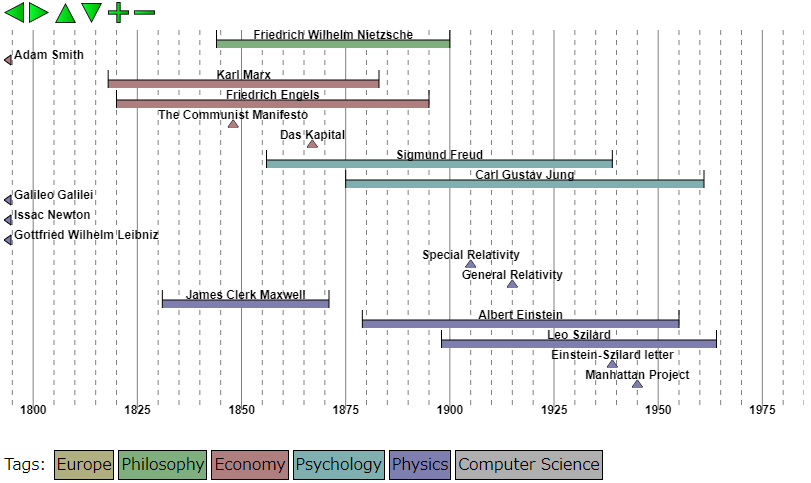 Friedrich Wilhelm Nietzsche
Adam Smith
Karl Marx
Friedrich Engels
The Communist Manifesto
Das Kapital
Sigmund Freud
Carl Gustav Jung
Galileo Galilei
Issac Newton
Gottfried Wilhelm Leibniz
Special Relativity
General Relativity
James Clerk Maxwell
Albert Einstein
Leo Szilárd
Einstein-Szilard letter
Manhattan Project
1800 1825 1850 1875 1900 1925 1950 1975
Tags: Europe Philosophy Economy Psychology Physics Computer Science